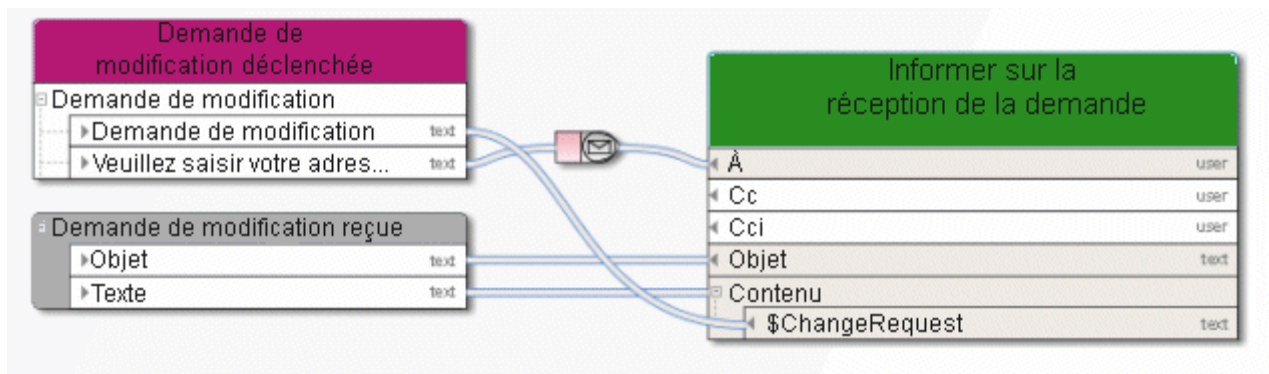 Demande de
modification déclenchée
Demande de modification
Demande de modification text
Veuillez saisir votre adres... text
Demande de modification reçue
Objet text
Texte text
Informer sur la
réception de la demande
À user
Cc user
Cci user
Objet text
Contenu
$ChangeRequest text